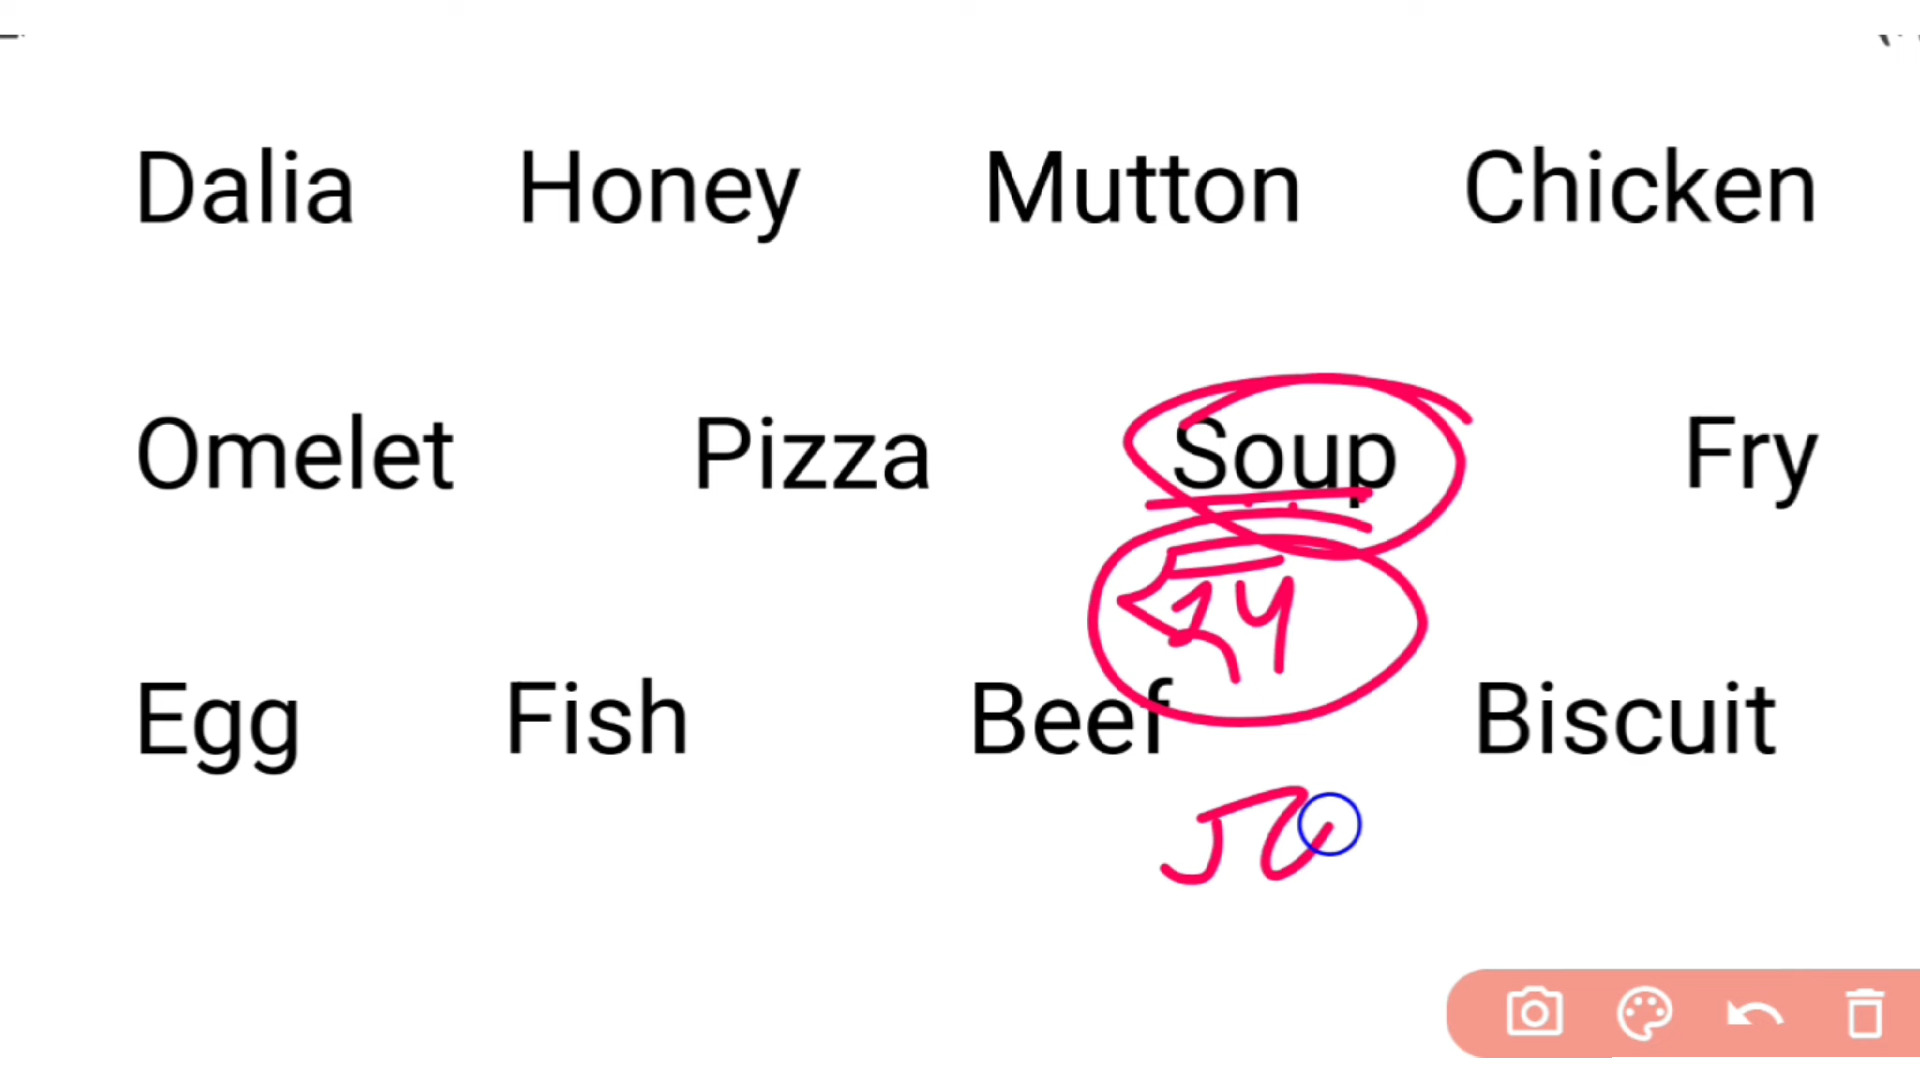 Dalia Honey Mutton Chicken
Omelet Pizza Soup Fry
Egg Fish Beef Biscuit